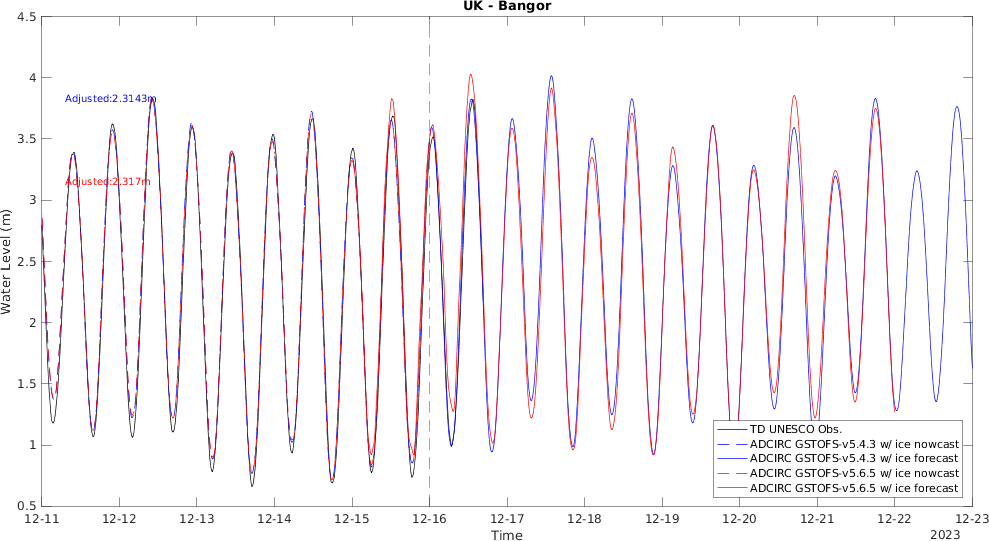 UK - Bangor
4.5
4
3.5
3
2.5
2
1.5
1
0.5
Water Level (m)
Adjusted:2.3143m
Adjusted:2.317m
TD UNESCO Obs.
ADCIRC GSTOFS-v5.4.3 w/ ice nowcast
ADCIRC GSTOFS-v5.4.3 w/ ice forecast
ADCIRC GSTOFS-v5.6.5 w/ ice nowcast
ADCIRC GSTOFS-v5.6.5 w/ ice forecast
12-11 12-12 12-13 12-14 12-15 12-16 12-17 12-18 12-19 12-20 12-21 12-22 12-23
Time
2023